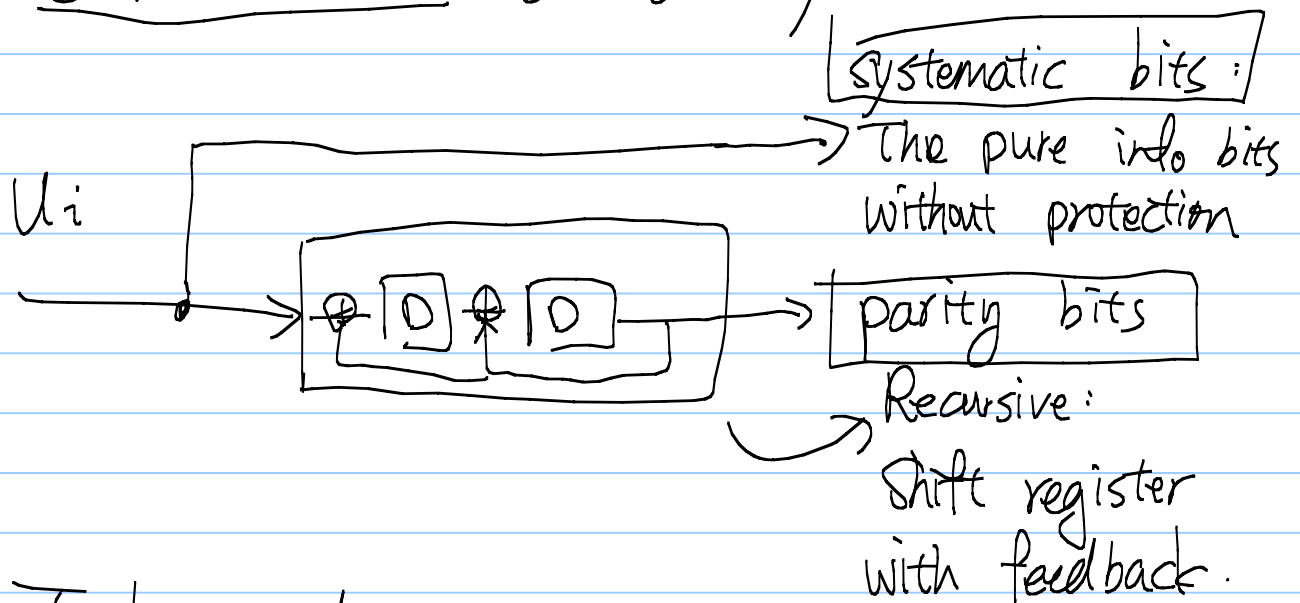 systematic bits:
The pure info bits
without protection
Ui
D D
parity bits
Recursive:
Shift register
with feedback.